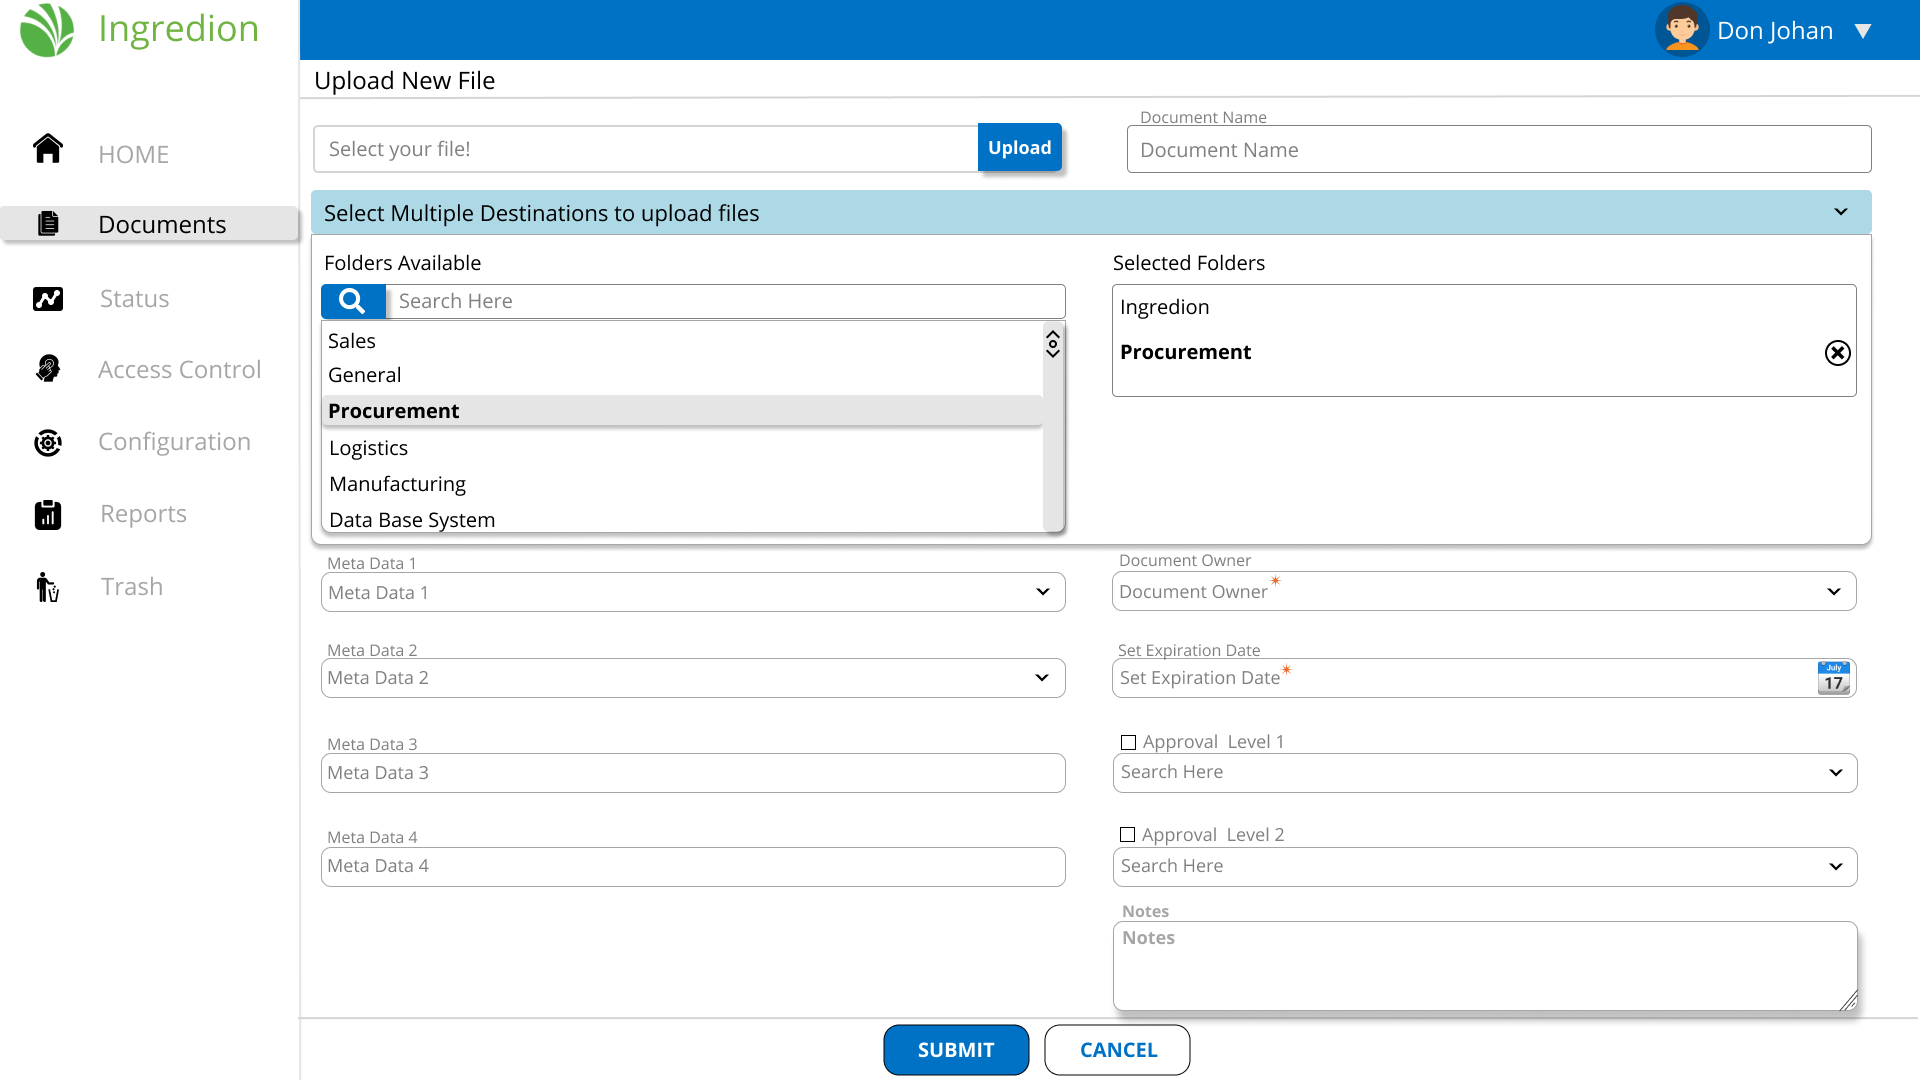 Ingredion
Don Johan
HOME
Documents
Status
Access Control
Configuration
Reports
Trash
Upload New File
Select your file!
Upload
Document Name
Document Name
Select Multiple Destinations to upload files
Folders Available
Search Here
Sales
General
Procurement
Logistics
Manufacturing
Data Base System
Selected Folders
Ingredion
Procurement
Meta Data 1
Meta Data 1
Document Owner
Document Owner*
Meta Data 2
Meta Data 2
Set Expiration Date
Set Expiration Date*
July
17
Meta Data 3
Meta Data 3
Approval Level 1
Search Here
Meta Data 4
Meta Data 4
Approval Level 2
Search Here
Notes
Notes
SUBMIT
CANCEL